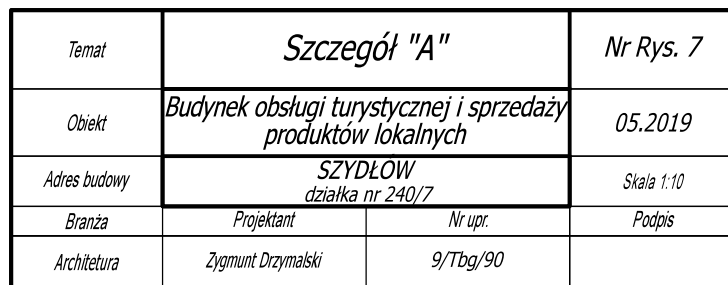 Temat Szczegół "A" Nr Rys. 7
Obiekt Budynek obsługi turystycznej i sprzedaży
produktów lokalnych 05.2019
Adres budowy SZYDŁÓW
działka nr 240/7 Skala 1:10
Branża Projektant Nr upr. Podpis
Architetura Zygmunt Drzymalski 9/Tbg/90